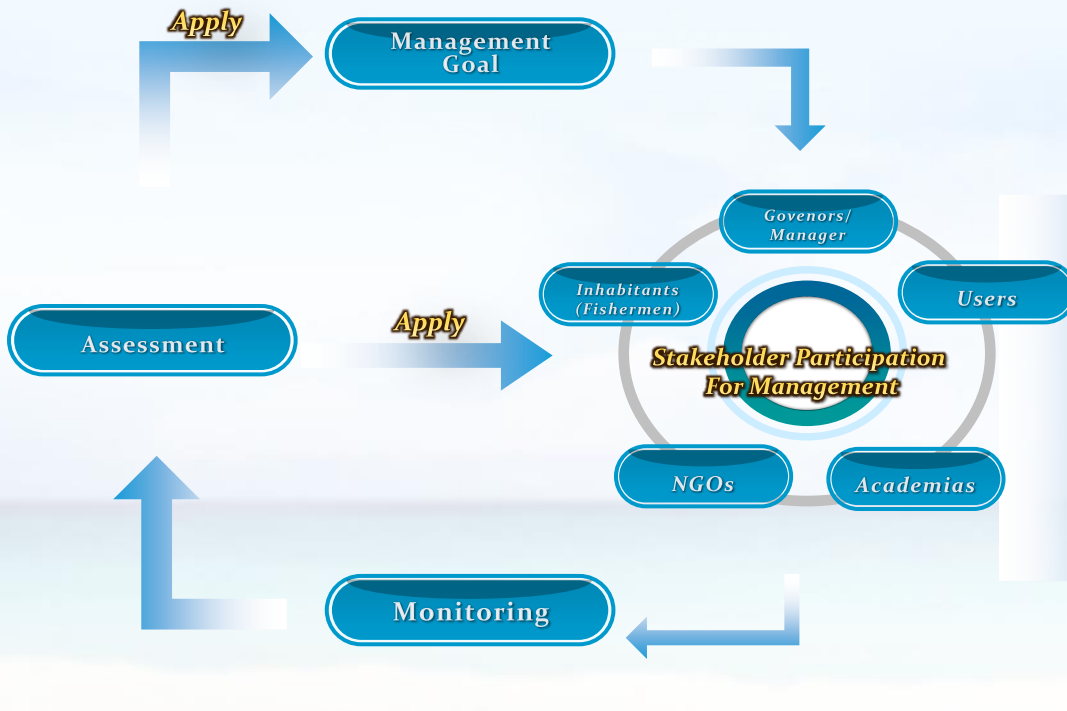 Apply
Management
Goal
Govenors/
Manager
Inhabitants
(Fishermen)
Users
Assessment
Apply
Stakeholder Participation
For Management
NGOs
Academias
Monitoring